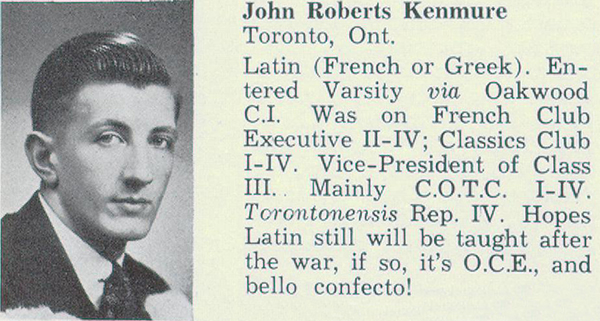 John Roberts Kenmure
Toronto, Ont.
Latin (French or Greek). En-
tered Varsity via Oakwood
C.I. Was on French Club
Executive II-IV; Classics Club
I-IV. Vice-President of Class
III. Mainly C.O.T.C. I-IV.
Torontonensis Rep. IV. Hopes
Latin still will be taught after
the war, if so, it's O.C.E., and
bello confecto!